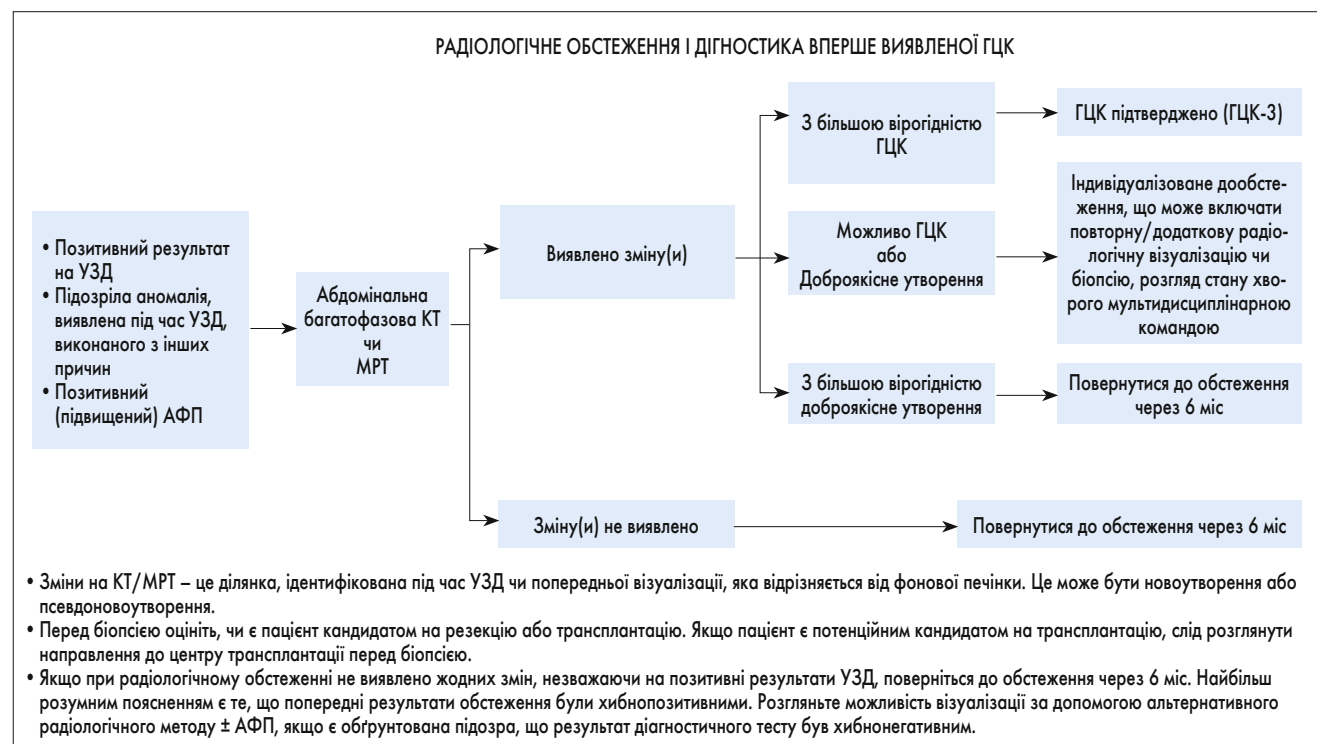 РАДІОЛОГІЧНЕ ОБСТЕЖЕННЯ І ДІГНОСТИКА ВПЕРШЕ ВИЯВЛЕНОЇ ГЦК
• Позитивний результат
на УЗД
• Підозріла аномалія,
виявлена під час УЗД,
виконаного з інших
причин
• Позитивний
(підвищений) АФП
Абдомінальна
багатофазова КТ
чи
МРТ
Виявлено зміну(и)
З більшою вірогідністю
ГЦК
ГЦК підтверджено (ГЦК-3)
Можливо ГЦК
або
Доброякісне утворення
Індивідуалізоване дообсте-
ження, що може включати
повторну/додаткову радіо-
логічну візуалізацію чи
біопсію, розгляд стану хво-
рого мультидисциплінарною
командою
З більшою вірогідністю
доброякісне утворення
Повернутися до обстеження
через 6 міс
Зміну(и) не виявлено
Повернутися до обстеження через 6 міс
• Зміни на КТ/МРТ – це ділянка, ідентифікована під час УЗД чи попередньої візуалізації, яка відрізняється від фонової печінки. Це може бути новоутворення або
псевдоновоутворення.
• Перед біопсією оцініть, чи є пацієнт кандидатом на резекцію або трансплантацію. Якщо пацієнт є потенційним кандидатом на трансплантацію, слід розглянути
направлення до центру трансплантації перед біопсією.
• Якщо при радіологічному обстеженні не виявлено жодних змін, незважаючи на позитивні результати УЗД, поверніться до обстеження через 6 міс. Найбільш
розумним поясненням є те, що попередні результати обстеження були хибнопозитивними. Розгляньте можливість візуалізації за допомогою альтернативного
радіологічного методу ± АФП, якщо є обґрунтована підозра, що результат діагностичного тесту був хибнонегативним.